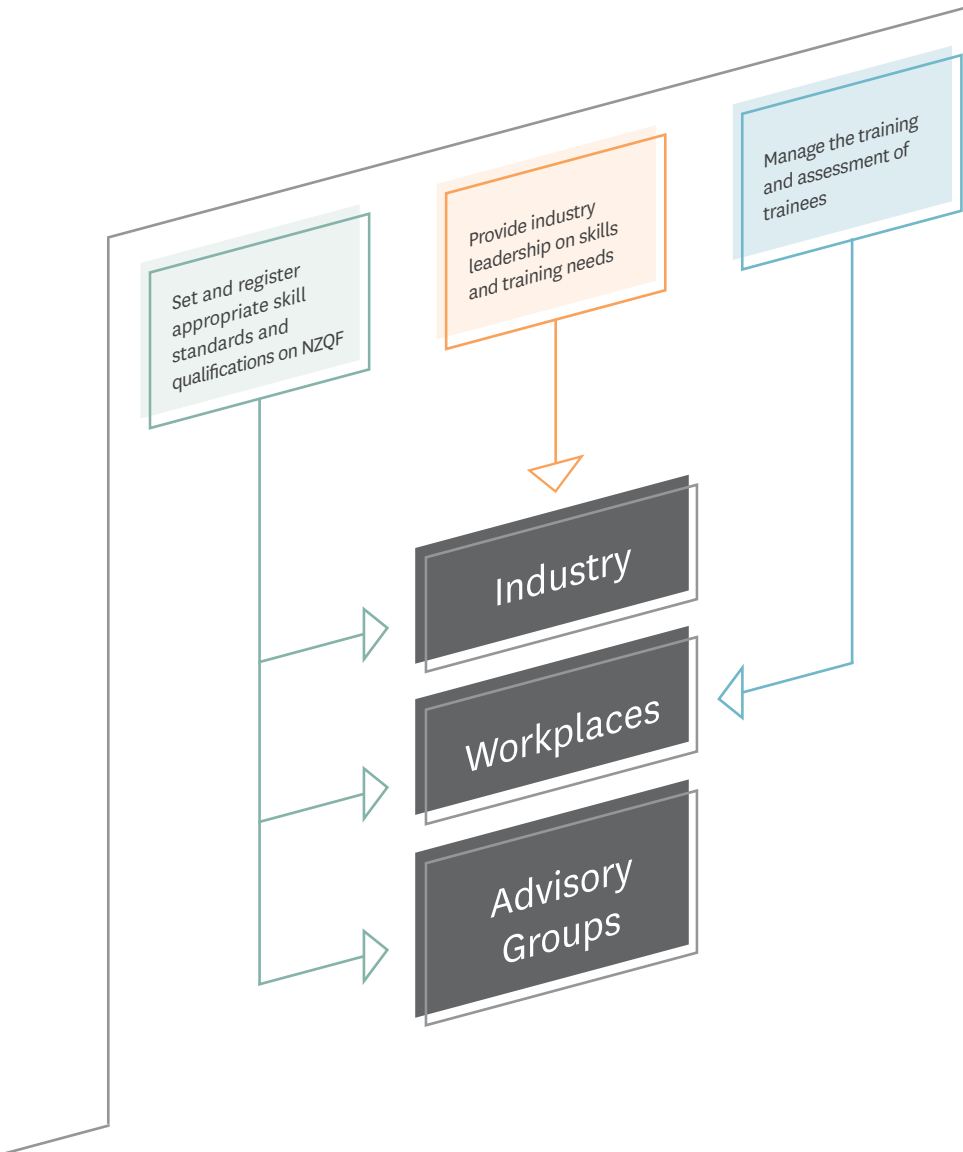 Set and register
appropriate skill
standards and
qualifications on NZQF
Provide industry
leadership on skills
and training needs
Manage the training
and assessment of
trainees
Industry
Workplaces
Advisory
Groups